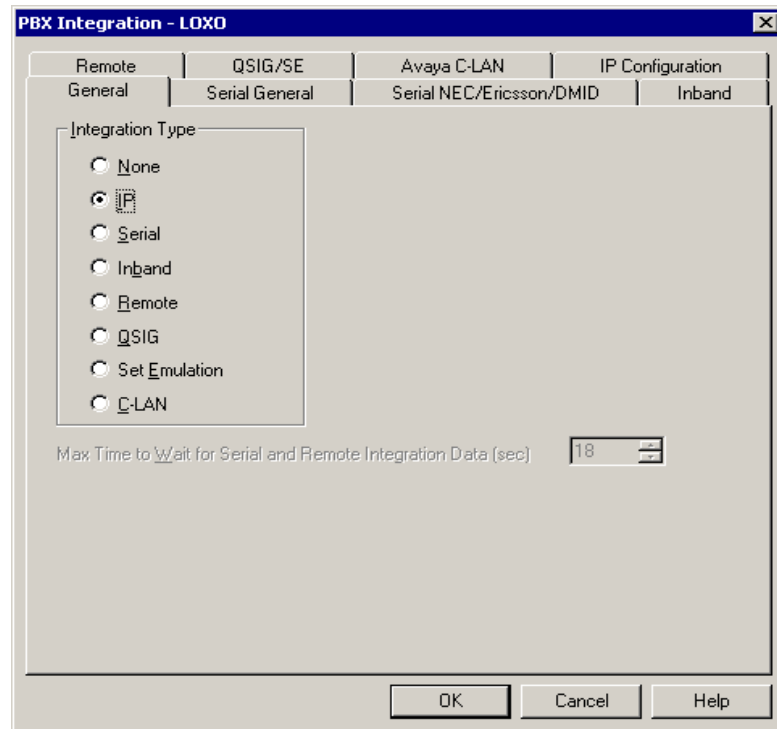 PBX Integration - LOXO
Remote QSIG/SE Avaya C-LAN IP Configuration
General Serial General Serial NEC/Ericsson/DMID Inband
Integration Type
None
IP
Serial
Inband
Remote
QSIG
Set Emulation
C-LAN
Max Time to Wait for Serial and Remote Integration Data (sec) 18
OK Cancel Help